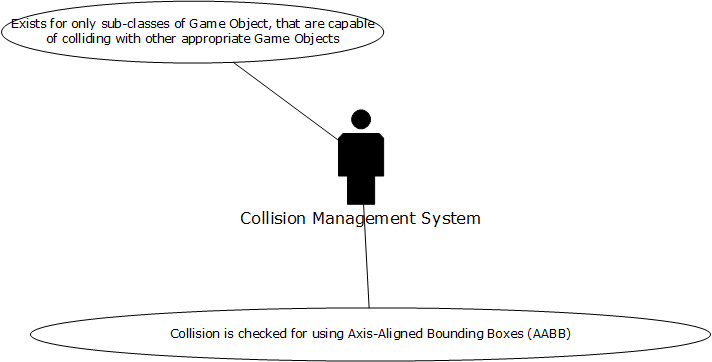 Exists for only sub-classes of Game Object, that are capable
of colliding with other appropriate Game Objects
Collision Management System
Collision is checked for using Axis-Aligned Bounding Boxes (AABB)